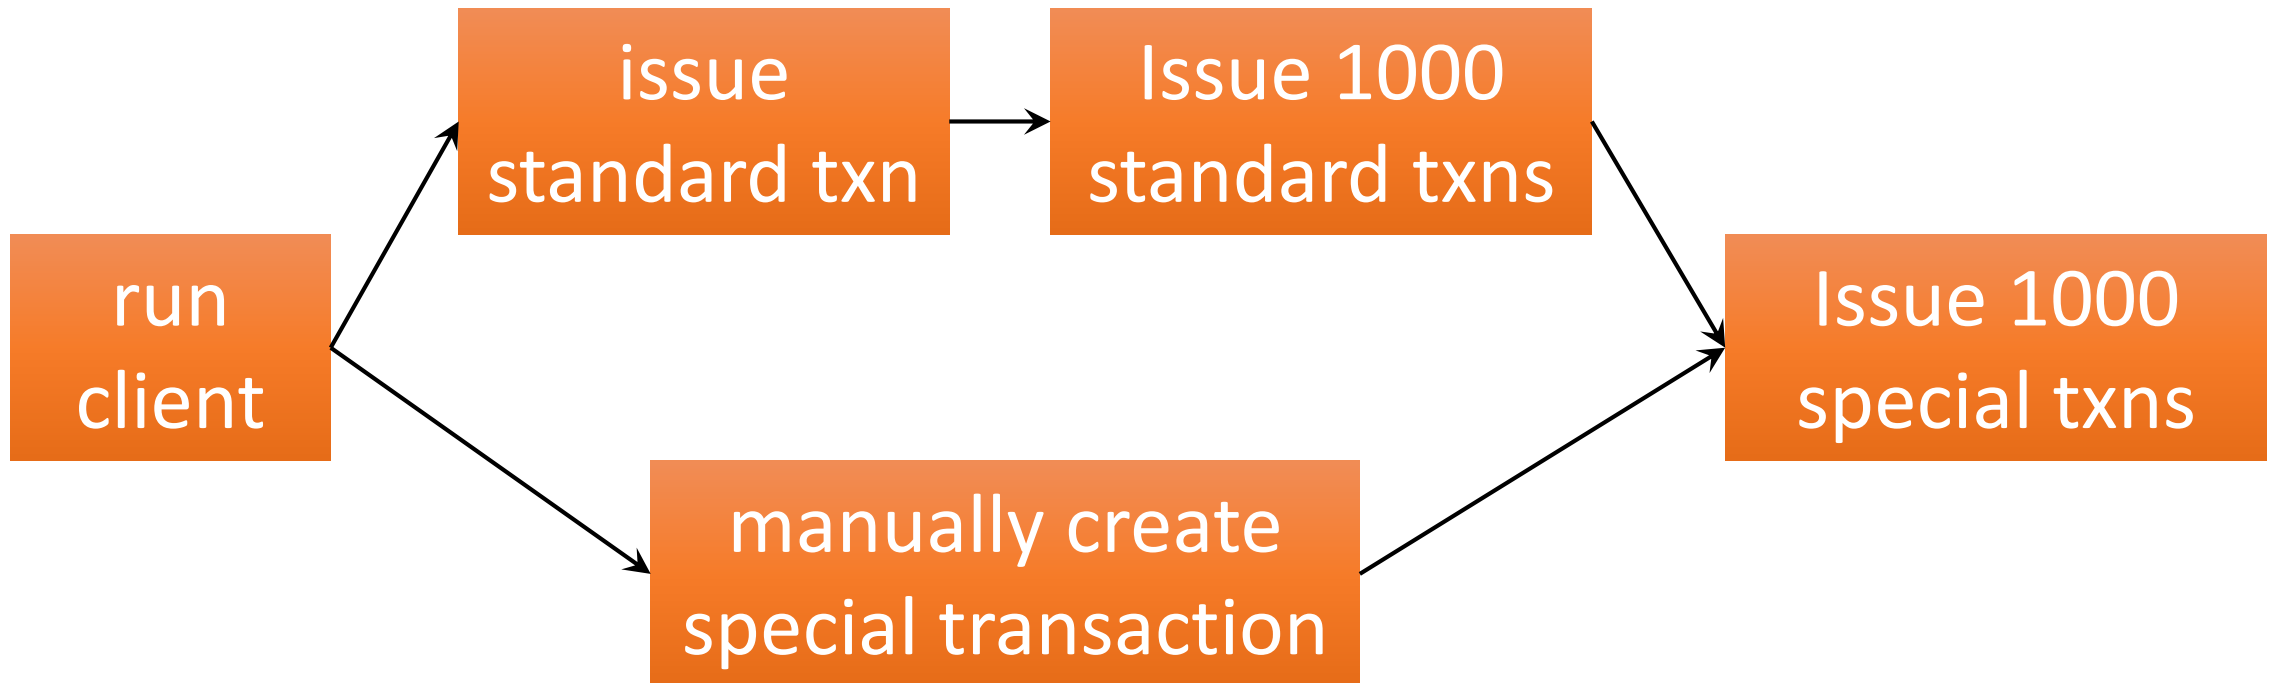 issue
standard txn
Issue 1000
standard txns
run
client
Issue 1000
special txns
manually create
special transaction